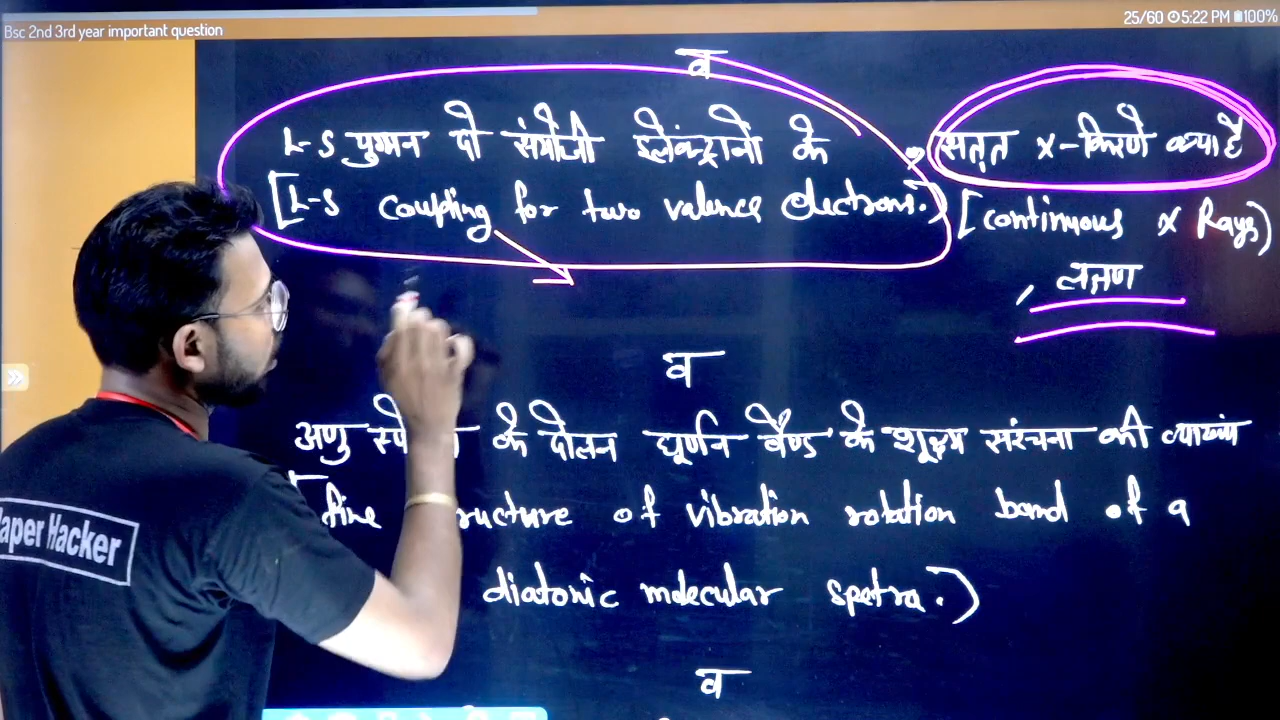 Bsc 2nd 3rd year important question
25/60 5:22 PM 100%
व
L-S युग्मन दो संयोजी इलेक्ट्रानो के , सतत् x-किरणे क्या है
[L-S coupling for two valence electrons.) [continuous x Rays)
, लक्षण
व
अणु के दोलन घूर्णन बैण्ड के शूक्ष्म संरचना की व्याख्या
[fine ructure of vibration rotation band of a
diatonic molecular spetra.)
aper Hacker
व